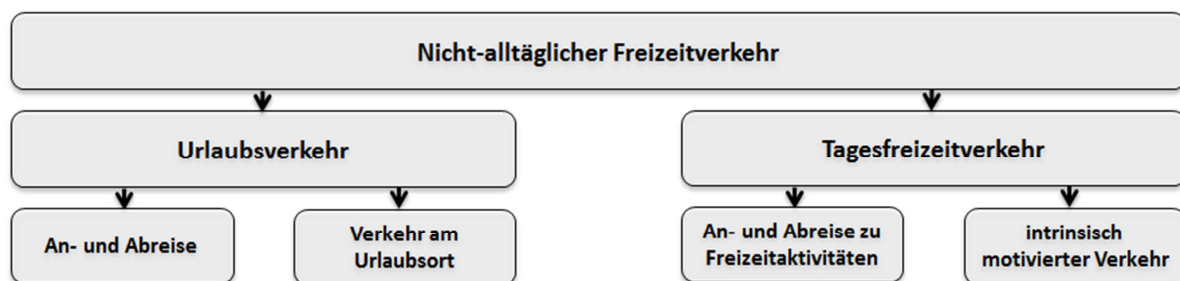 Nicht-alltäglicher Freizeitverkehr
Urlaubsverkehr
Tagesfreizeitverkehr
An- und Abreise
Verkehr am
Urlaubsort
An- und Abreise zu
Freizeitaktivitäten
intrinsisch
motivierter Verkehr